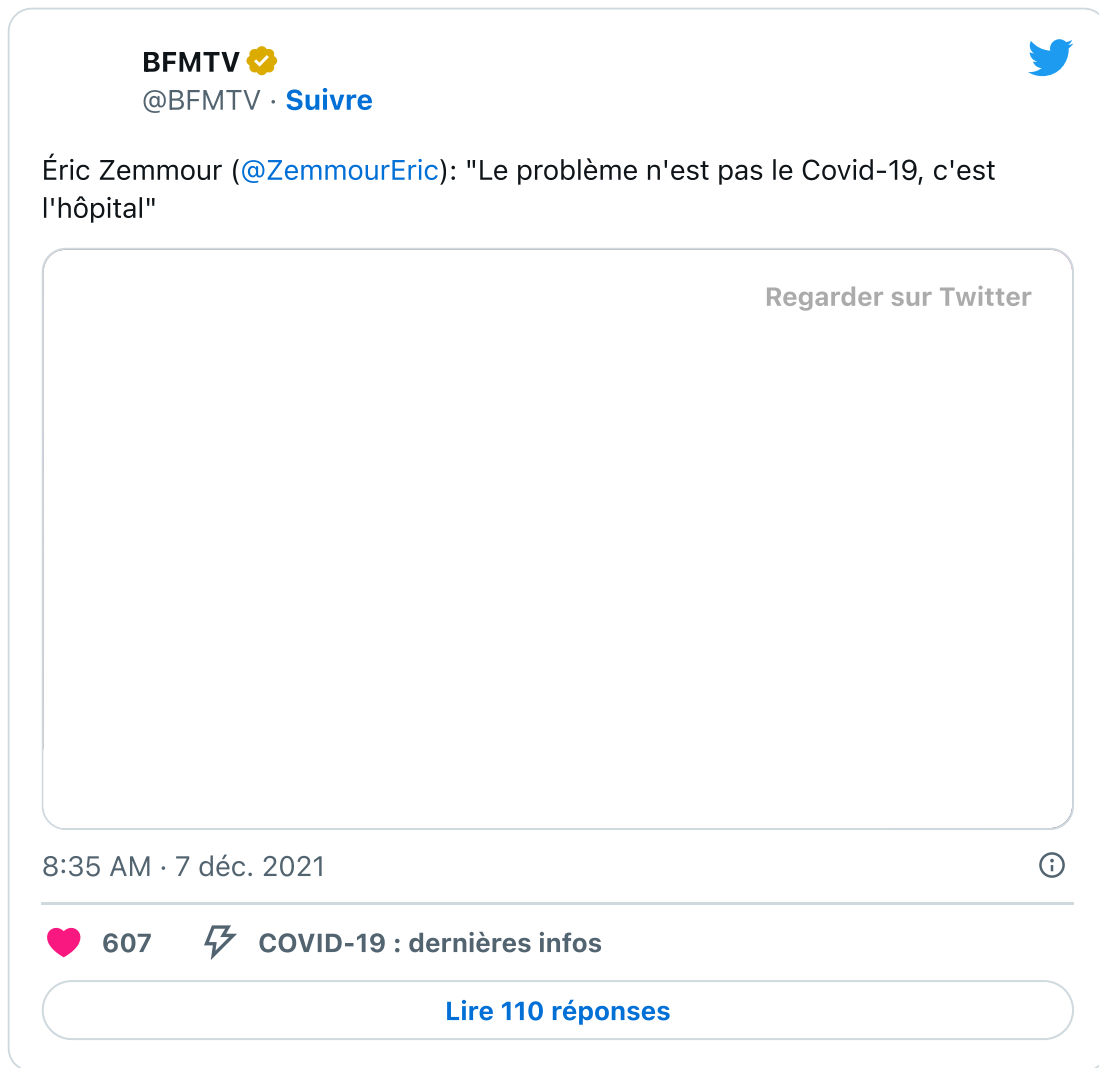 BFMTV
@BFMTV · Suivre
Éric Zemmour (@ZemmourEric): "Le problème n'est pas le Covid-19, c'est
l'hôpital"
Regarder sur Twitter
8:35 AM · 7 déc. 2021
607 COVID-19 : dernières infos
Lire 110 réponses